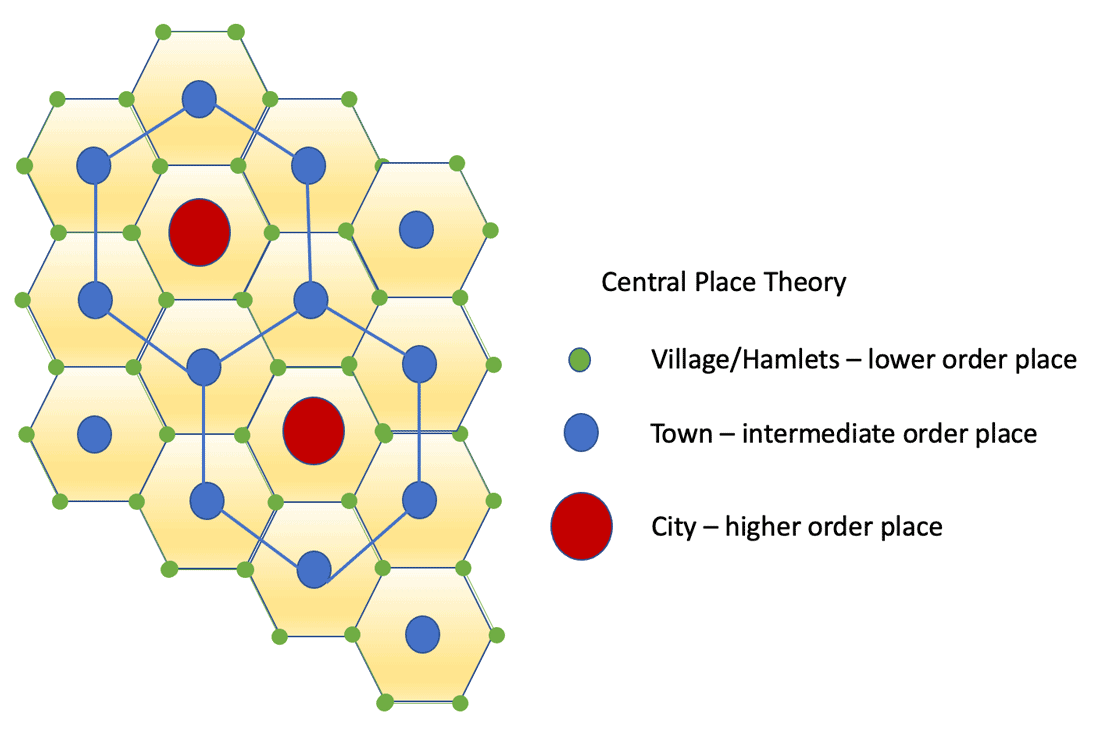 Central Place Theory
Village/Hamlets – lower order place
Town – intermediate order place
City – higher order place